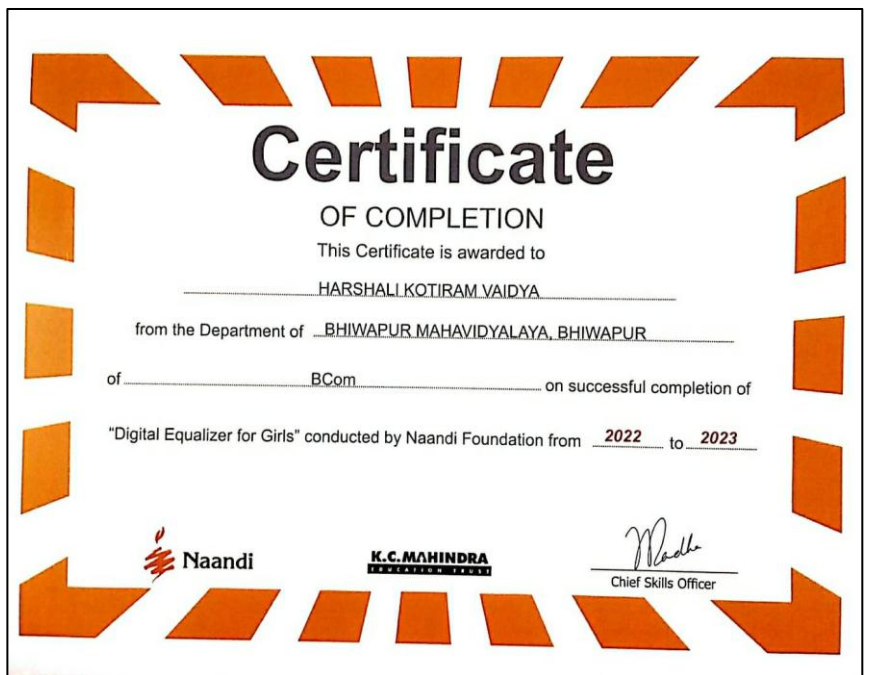 Certificate
OF COMPLETION
This Certificate is awarded to
HARSHALI KOTIRAM VAIDYA
from the Department of BHIWAPUR MAHAVIDYALAYA, BHIWAPUR
of BCom on successful completion of
"Digital Equalizer for Girls" conducted by Naandi Foundation from 2022 to 2023
Naandi
K.C.MAHINDRA
EDUCATION TRUST
Madhu
Chief Skills Officer